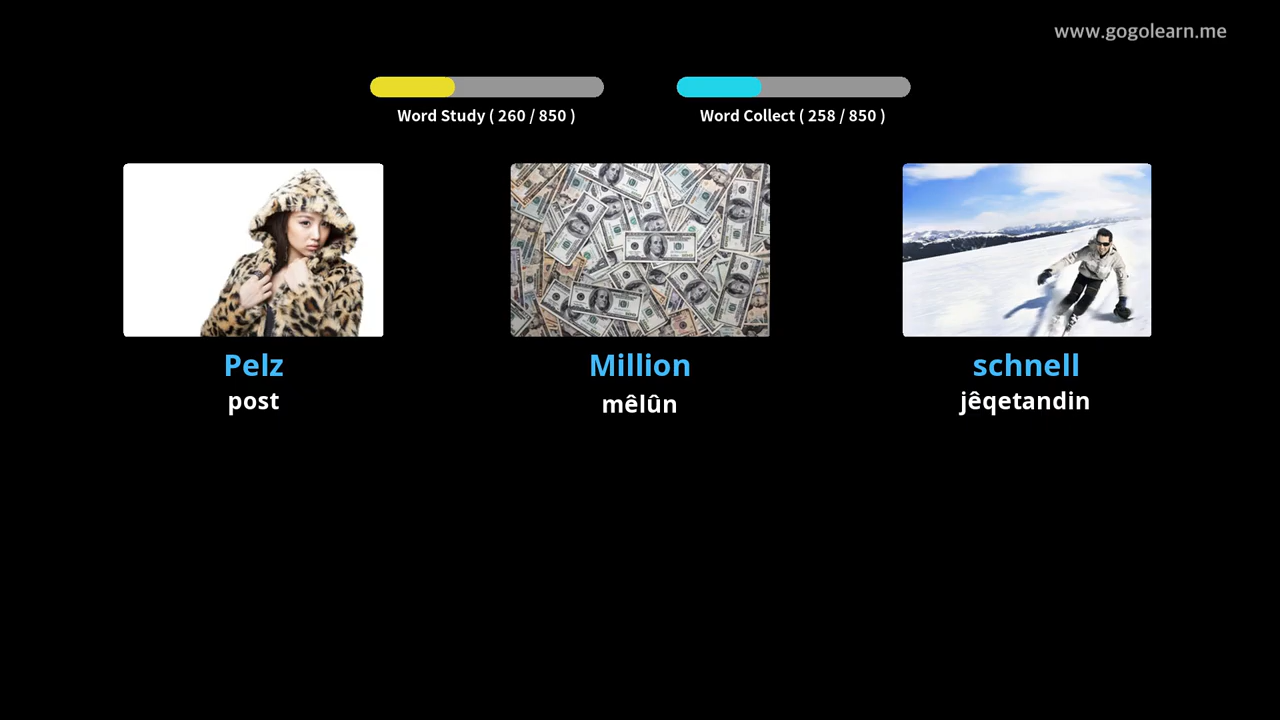 www.gogolearn.me
Word Study ( 260 / 850 )
Word Collect ( 258 / 850 )
Pelz
post
Million
mêlûn
schnell
jêqetandin